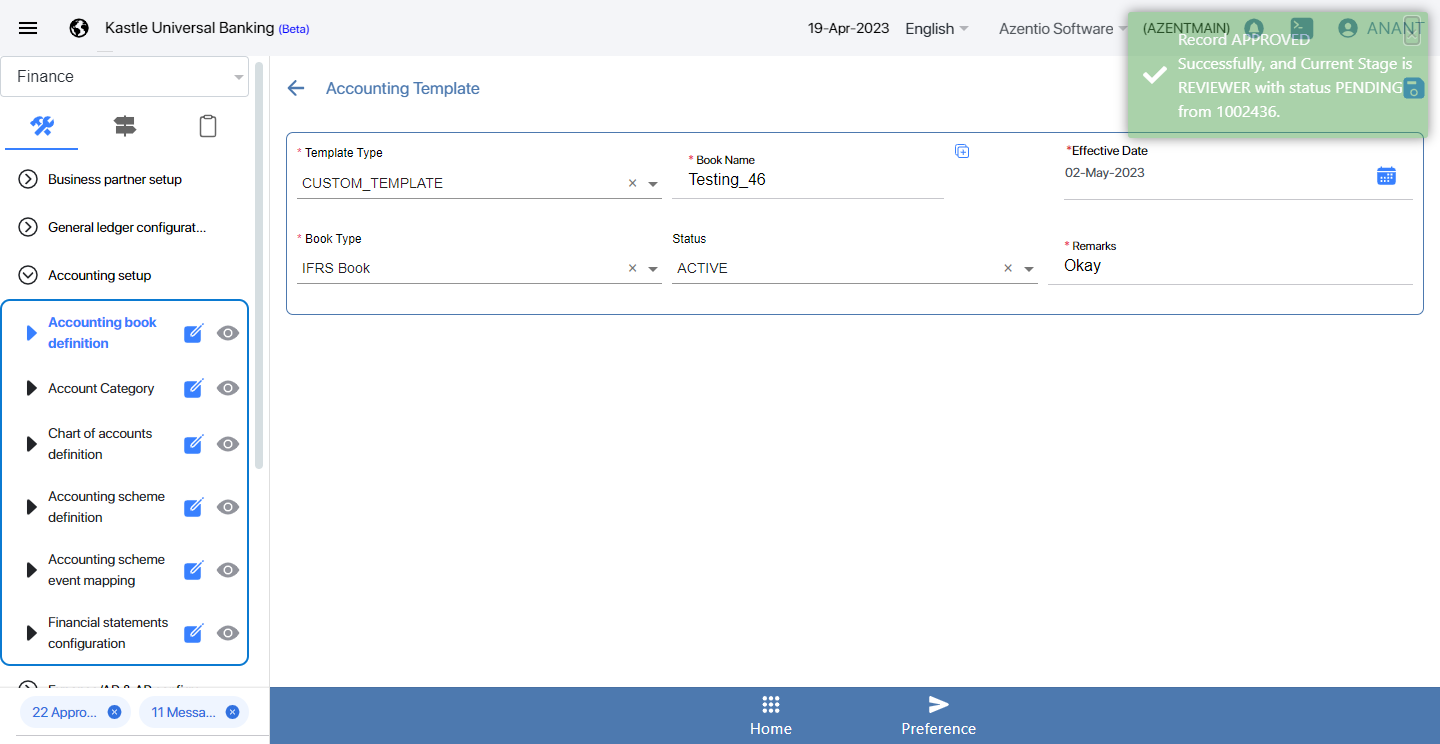 Kastle Universal Banking (Beta)
19-Apr-2023
English
Azentio Software
(AZENTMAIN)
ANANT
Record APPROVED
Successfully, and Current Stage is
REVIEWER with status PENDING
from 1002436.
Finance
Accounting Template
Business partner setup
General ledger configurat...
Accounting setup
Accounting book
definition
Account Category
Chart of accounts
definition
Accounting scheme
definition
Accounting scheme
event mapping
Financial statements
configuration
* Template Type
CUSTOM_TEMPLATE
* Book Name
Testing_46
*Effective Date
02-May-2023
* Book Type
IFRS Book
Status
ACTIVE
* Remarks
Okay
22 Appro...
11 Messa...
Home
Preference